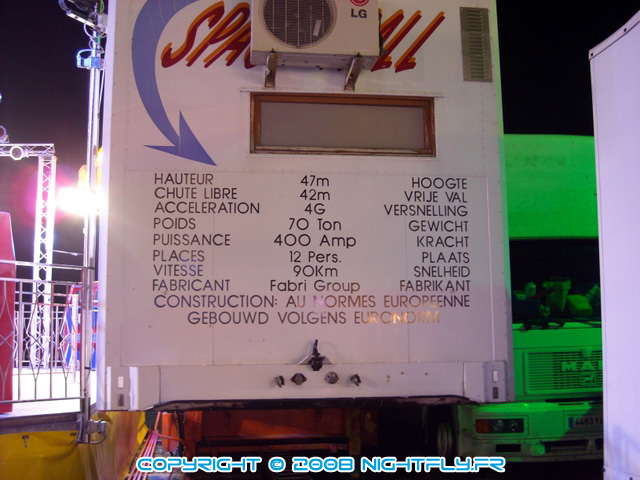 LG
HAUTEUR 47m HOOGTE
CHUTE LIBRE 42m VRIJE VAL
ACCELERATION 4G VERSNELLING
POIDS 70 Ton GEWICHT
PUISSANCE 400 Amp KRACHT
PLACES 12 Pers. PLAATS
VITESSE 90Km SNELHEID
FABRICANT Fabri Group FABRIKANT
CONSTRUCTION: AU NORMES EUROPEENNE
GEBOUWD VOLGENS EURONORM
MAN
COPYRIGHT © 2008 NIGHTFLY.FR